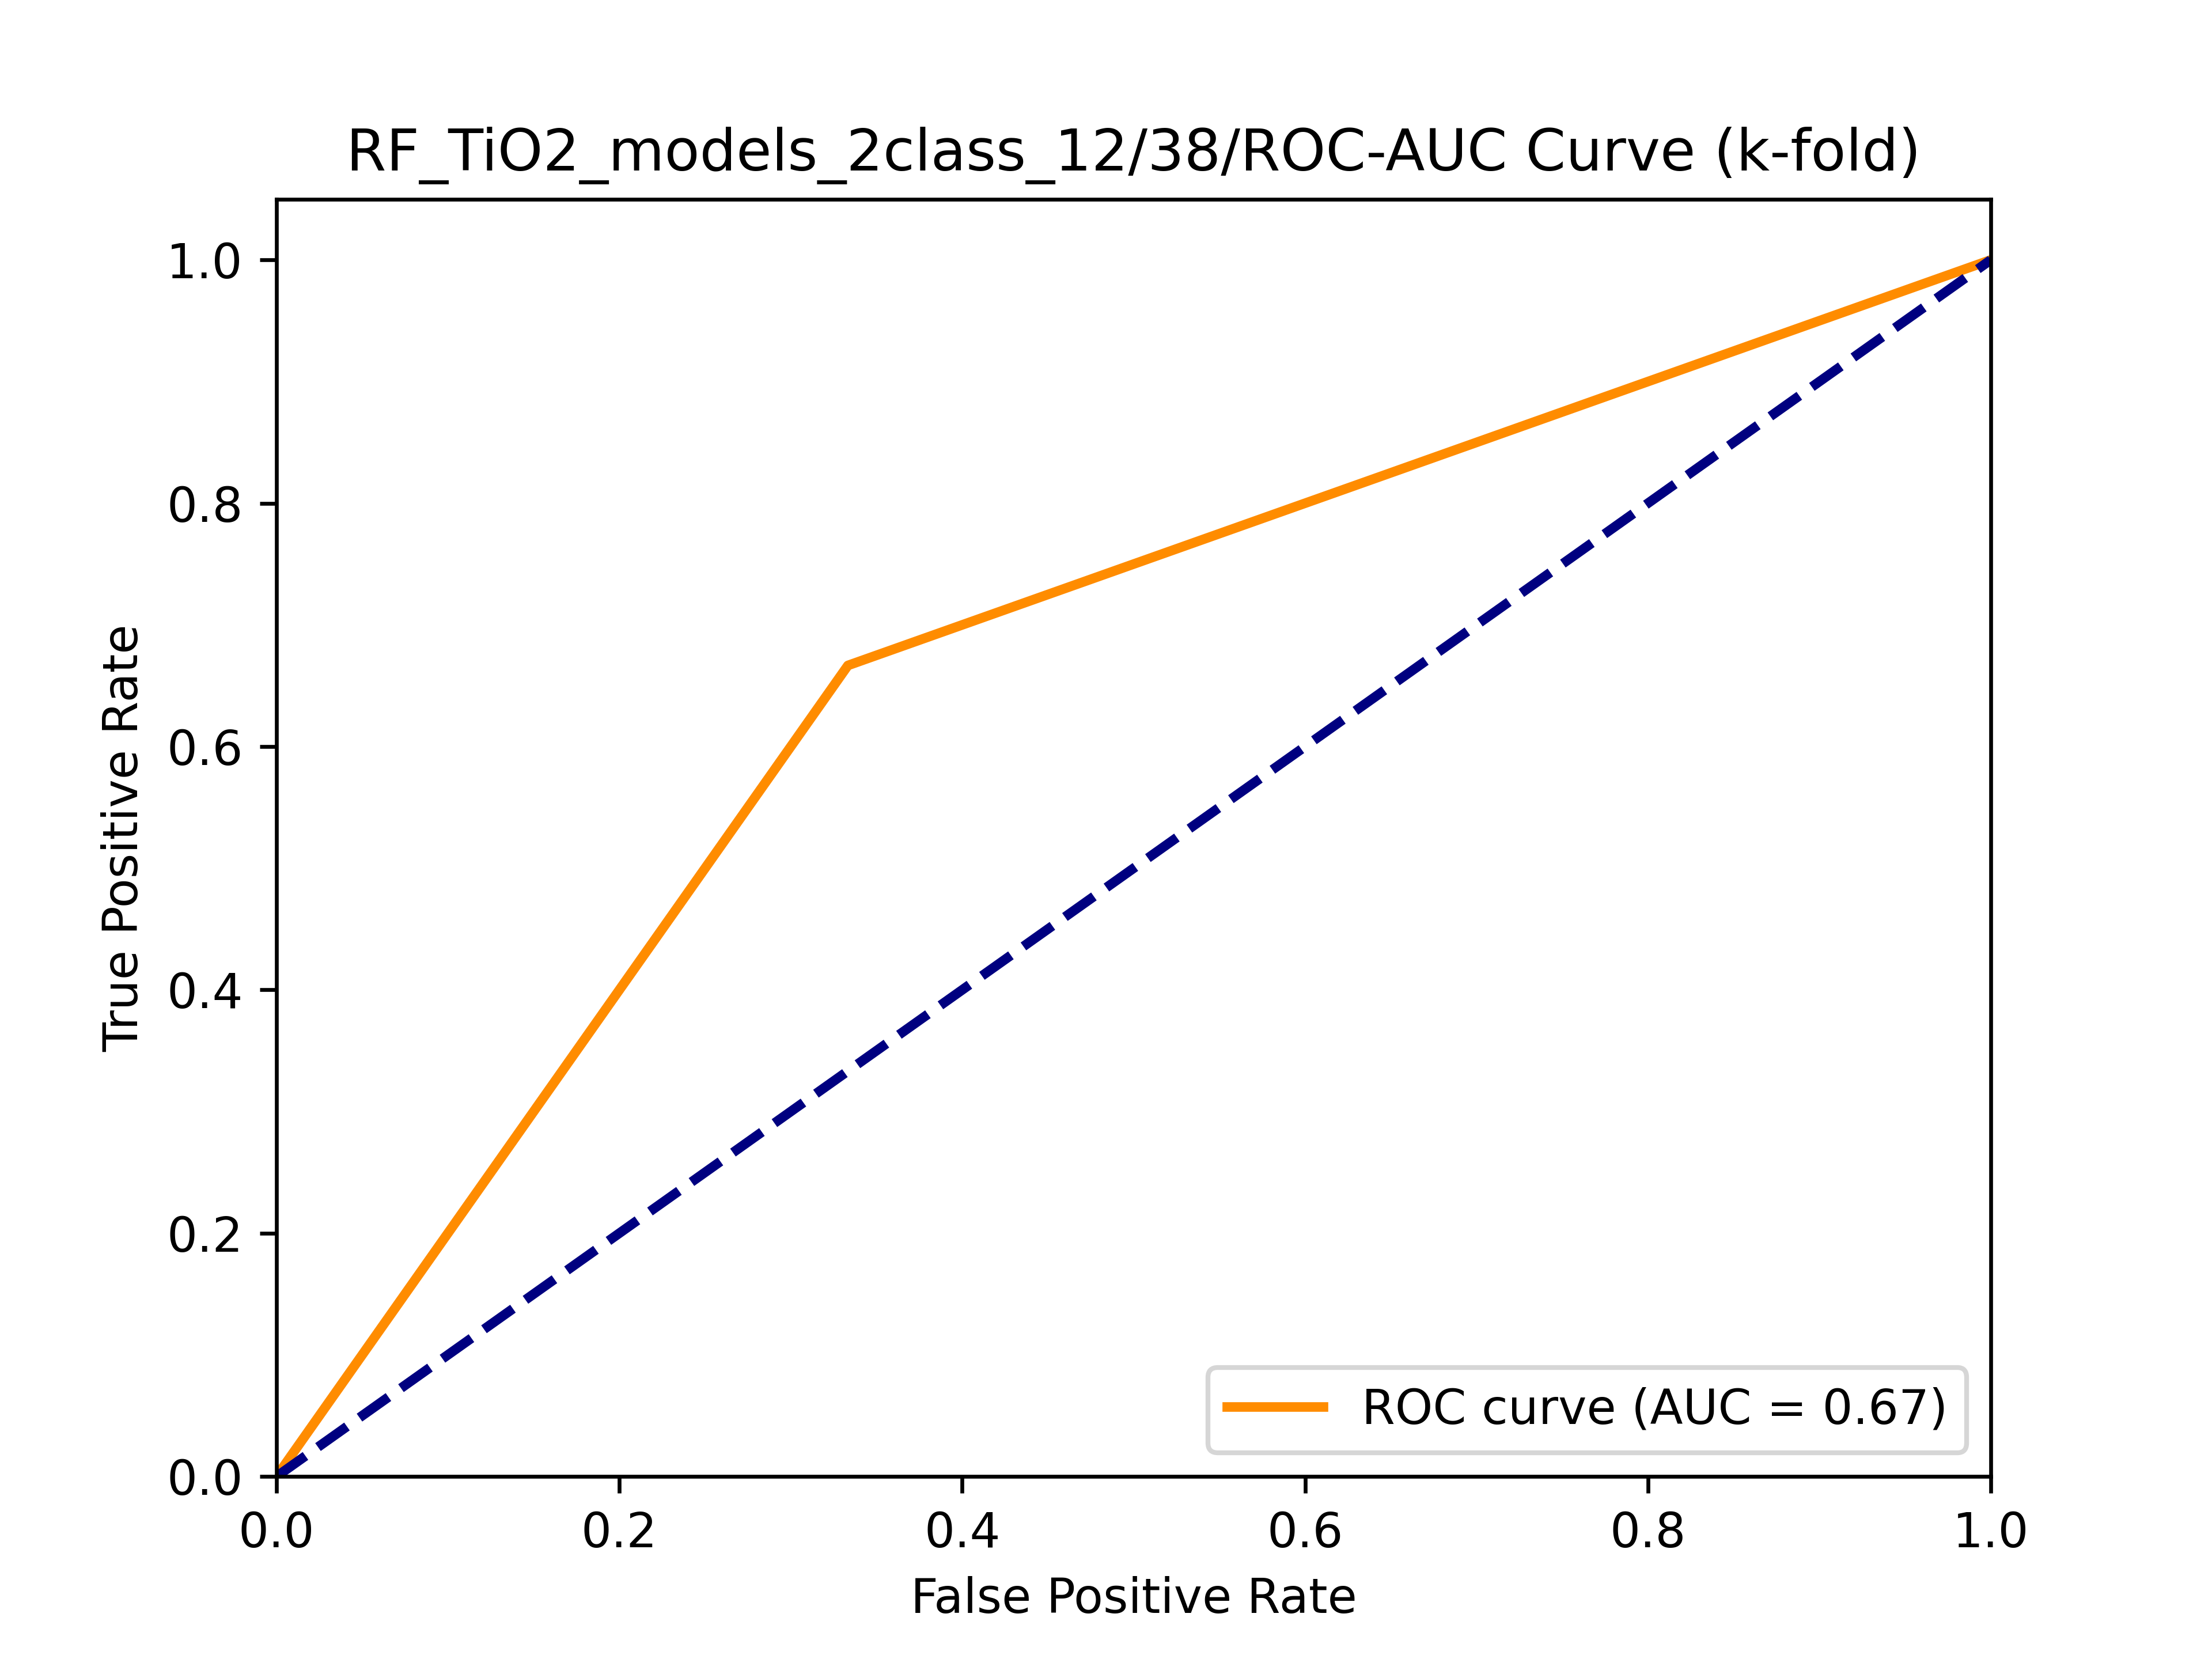 RF_TiO2_models_2class_12/38/ROC-AUC Curve (k-fold)
1.0
0.8
0.6
0.4
0.2
0.0
True Positive Rate
ROC curve (AUC = 0.67)
0.0 0.2 0.4 0.6 0.8 1.0
False Positive Rate